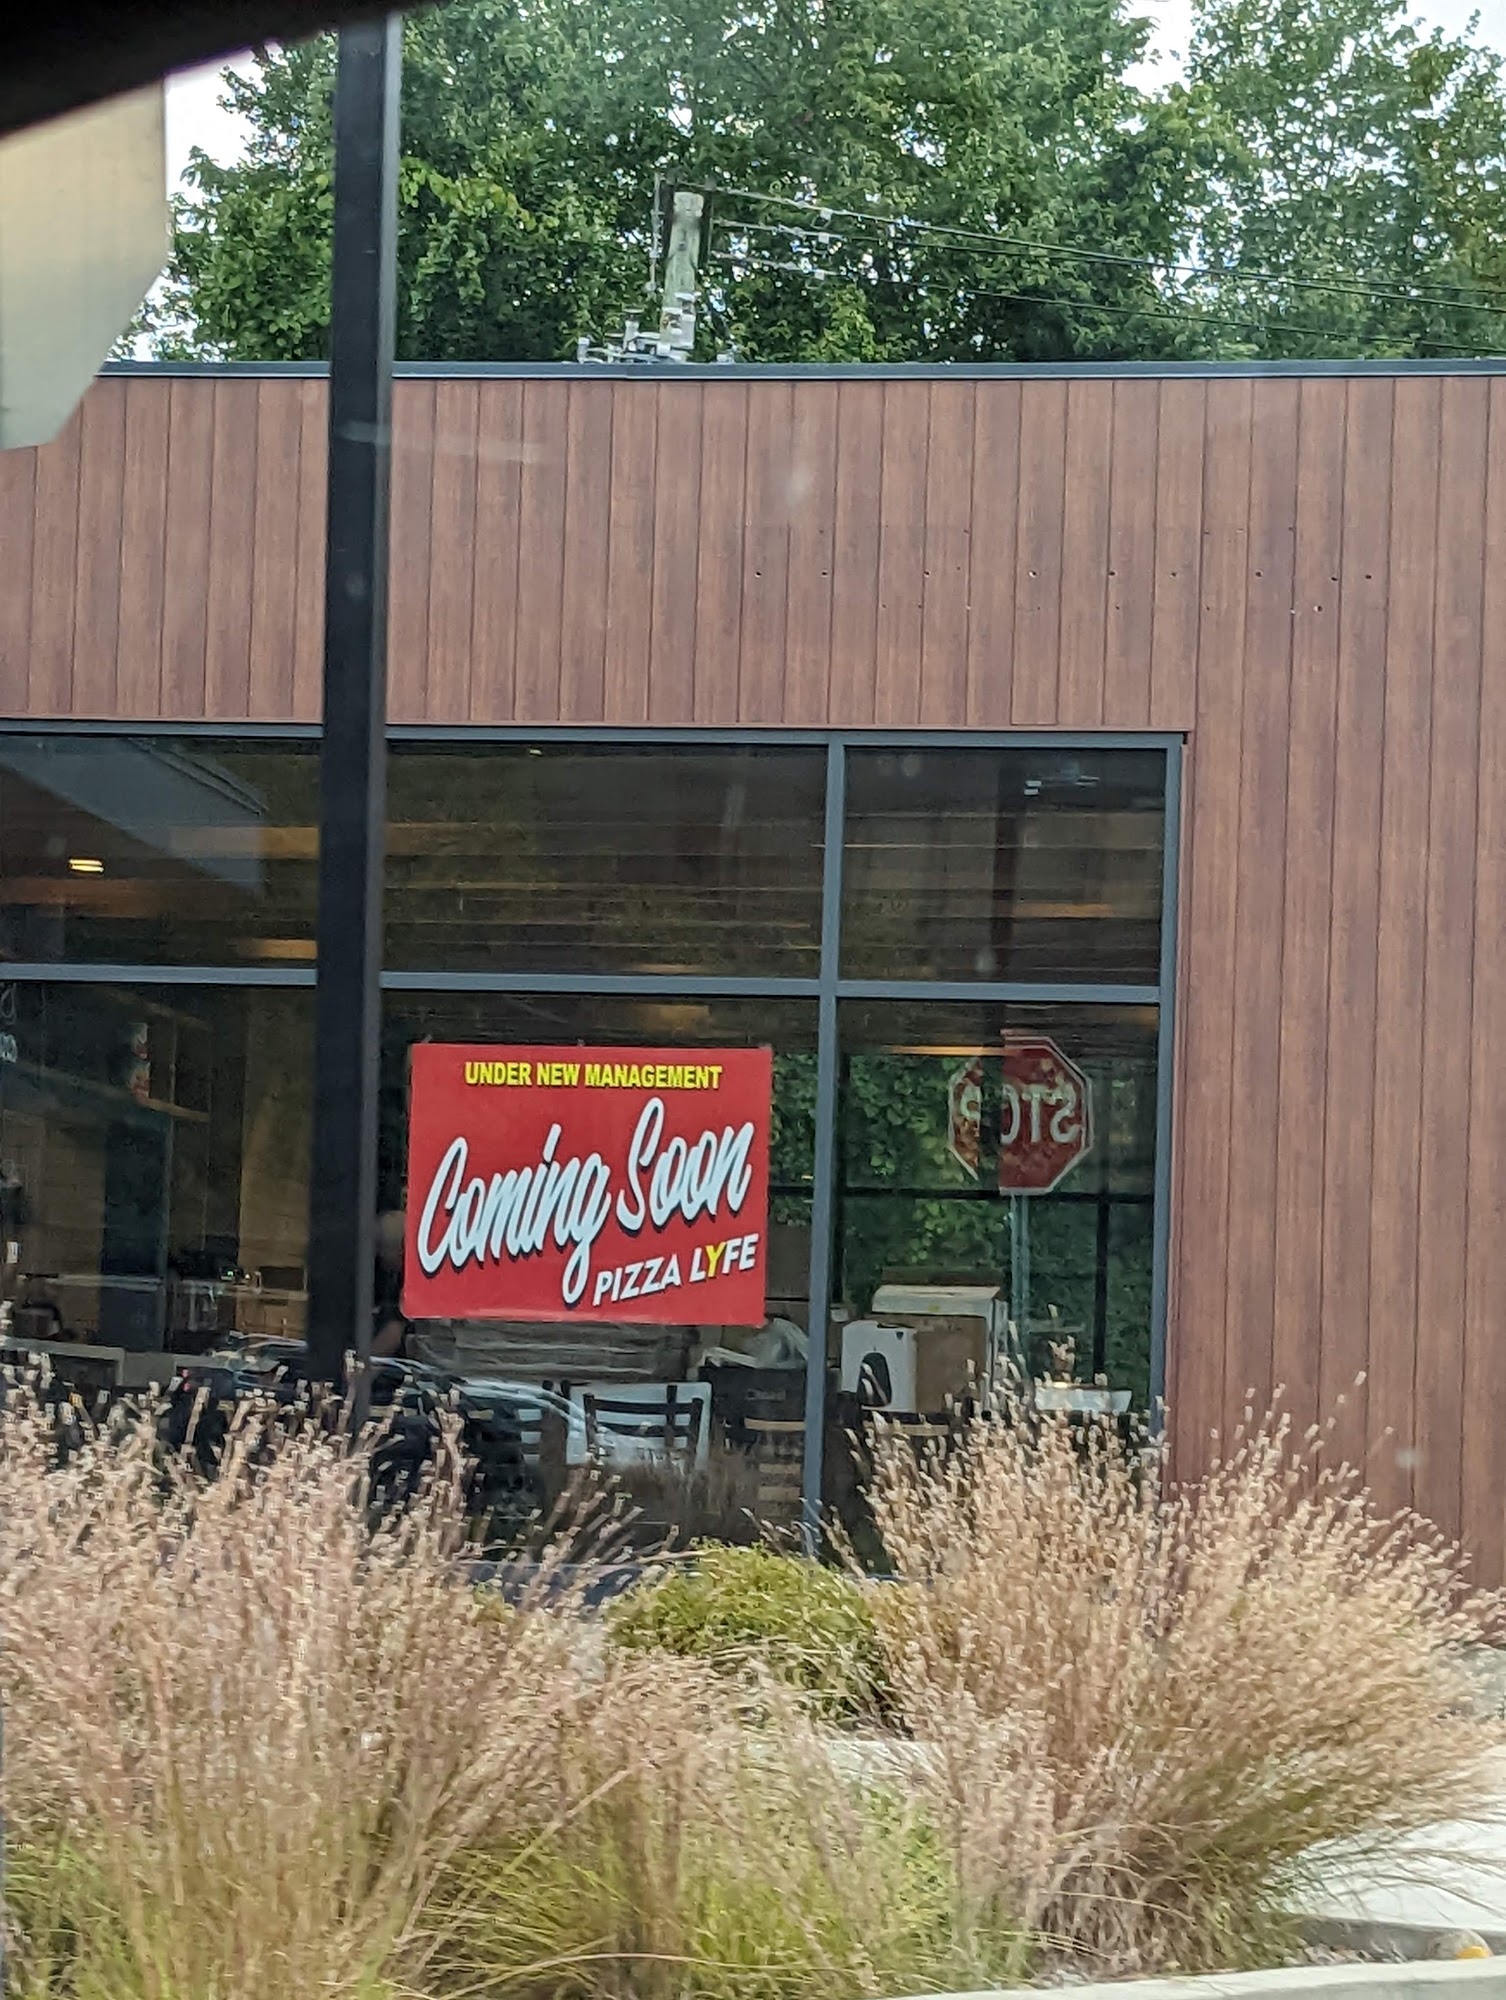 UNDER NEW MANAGEMENT
Coming Soon
PIZZA LYFE
STOP